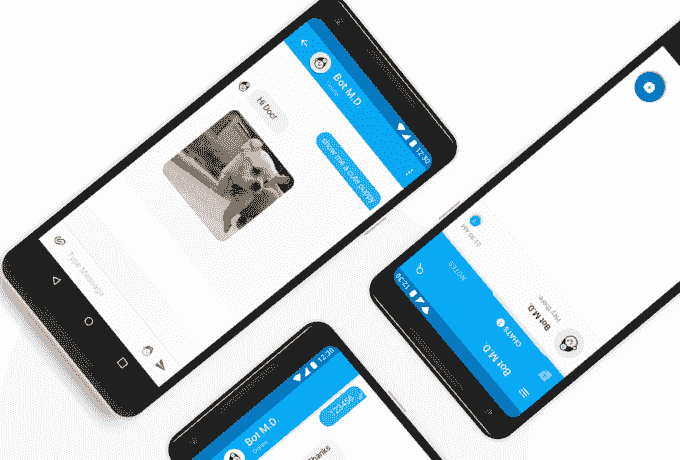 12:30
Bot M.D.
Online
show me a cute puppy
Hi Doc!
Type Message
12:30
Bot M.D.
Online
123456
Thanks
12:30
Bot M.D.
CHATS
NOTES
Bot M.D.
Hey there
01:30 AM